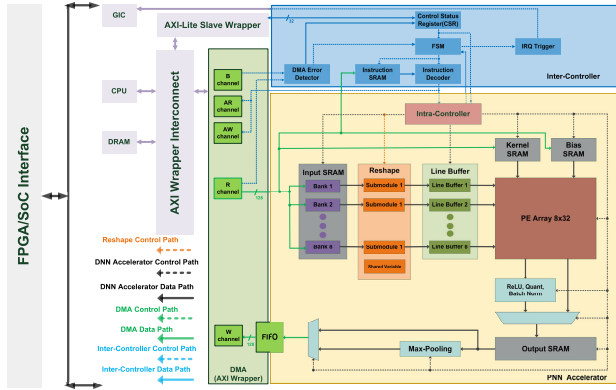 GIC
AXI-Lite Slave Wrapper
32
Control Status
Register(CSR)
FSM
IRQ Trigger
Inter-Controller
B
channel
DMA Error
Detector
Instruction
SRAM
Instruction
Decoder
CPU
AR
channel
AW
channel
DRAM
AXI Wrapper Interconnect
FPGA/SoC Interface
Intra-Controller
Kernel
SRAM
Bias
SRAM
R
channel
128
Input SRAM
Bank 1
Bank 2
Bank 8
Reshape
Submodule 1
Submodule 1
Submodule 1
Shared Variable
Line Buffer
Line Buffer 1
Line Buffer 2
Line Buffer 8
PE Array 8x32
ReLU, Quant,
Batch Norm
Reshape Control Path
DNN Accelerator Control Path
DNN Accelerator Data Path
DMA Control Path
DMA Data Path
Inter-Controller Control Path
Inter-Controller Data Path
W
channel
128
FIFO
DMA
(AXI Wrapper)
Max-Pooling
Output SRAM
PNN Accelerator